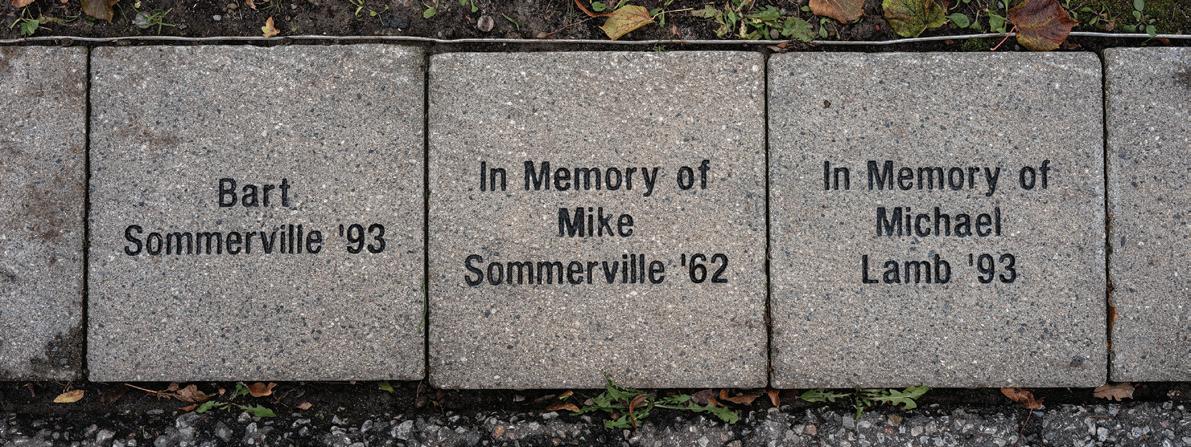 Bart
Sommerville '93
In Memory of
Mike
Sommerville '62
In Memory of
Michael
Lamb '93